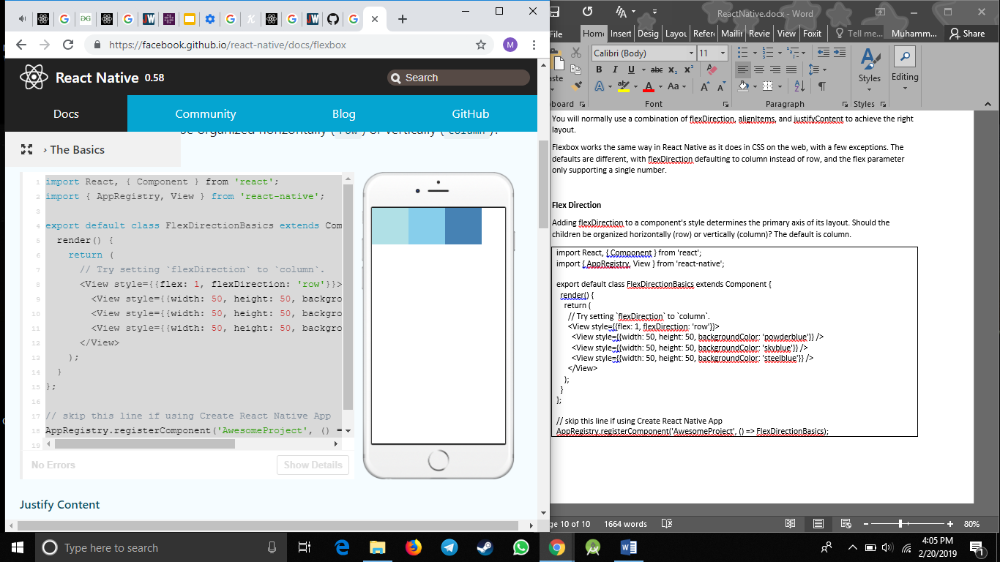 https://facebook.github.io/react-native/docs/flexbox
M
React Native 0.58
Search
Docs
Community
Blog
GitHub
be organized horizontally ( row ) or vertically ( column ).
› The Basics
1 import React, { Component } from 'react';
2 import { AppRegistry, View } from 'react-native';
3
4 export default class FlexDirectionBasics extends Com
5 render() {
6 return (
7 // Try setting `flexDirection` to `column`.
8 <View style={{flex: 1, flexDirection: 'row'}}>
9 <View style={{width: 50, height: 50, backgro
10 <View style={{width: 50, height: 50, backgro
11 <View style={{width: 50, height: 50, backgro
12 </View>
13 );
14 }
15 };
16
17 // skip this line if using Create React Native App
18 AppRegistry.registerComponent('AwesomeProject', () =
19
No Errors
Show Details
Justify Content
ReactNative.docx - Word
File
Home
Insert
Desig
Layou
Refere
Mailin
Revie
View
Foxit
Tell me...
Muhamm...
Share
Calibri (Body)
11
Styles
Editing
Font
Paragraph
Styles
You will normally use a combination of flexDirection, alignItems, and justifyContent to achieve the right
layout.
Flexbox works the same way in React Native as it does in CSS on the web, with a few exceptions. The
defaults are different, with flexDirection defaulting to column instead of row, and the flex parameter
only supporting a single number.
Flex Direction
Adding flexDirection to a component's style determines the primary axis of its layout. Should the
children be organized horizontally (row) or vertically (column)? The default is column.
import React, { Component } from 'react';
import { AppRegistry, View } from 'react-native';
export default class FlexDirectionBasics extends Component {
render() {
return (
// Try setting `flexDirection` to `column`.
<View style={{flex: 1, flexDirection: 'row'}}>
<View style={{width: 50, height: 50, backgroundColor: 'powderblue'}} />
<View style={{width: 50, height: 50, backgroundColor: 'skyblue'}} />
<View style={{width: 50, height: 50, backgroundColor: 'steelblue'}} />
</View>
);
}
};
// skip this line if using Create React Native App
AppRegistry.registerComponent('AwesomeProject', () => FlexDirectionBasics);
ge 10 of 10
1664 words
80%
Type here to search
4:05 PM
2/20/2019
1